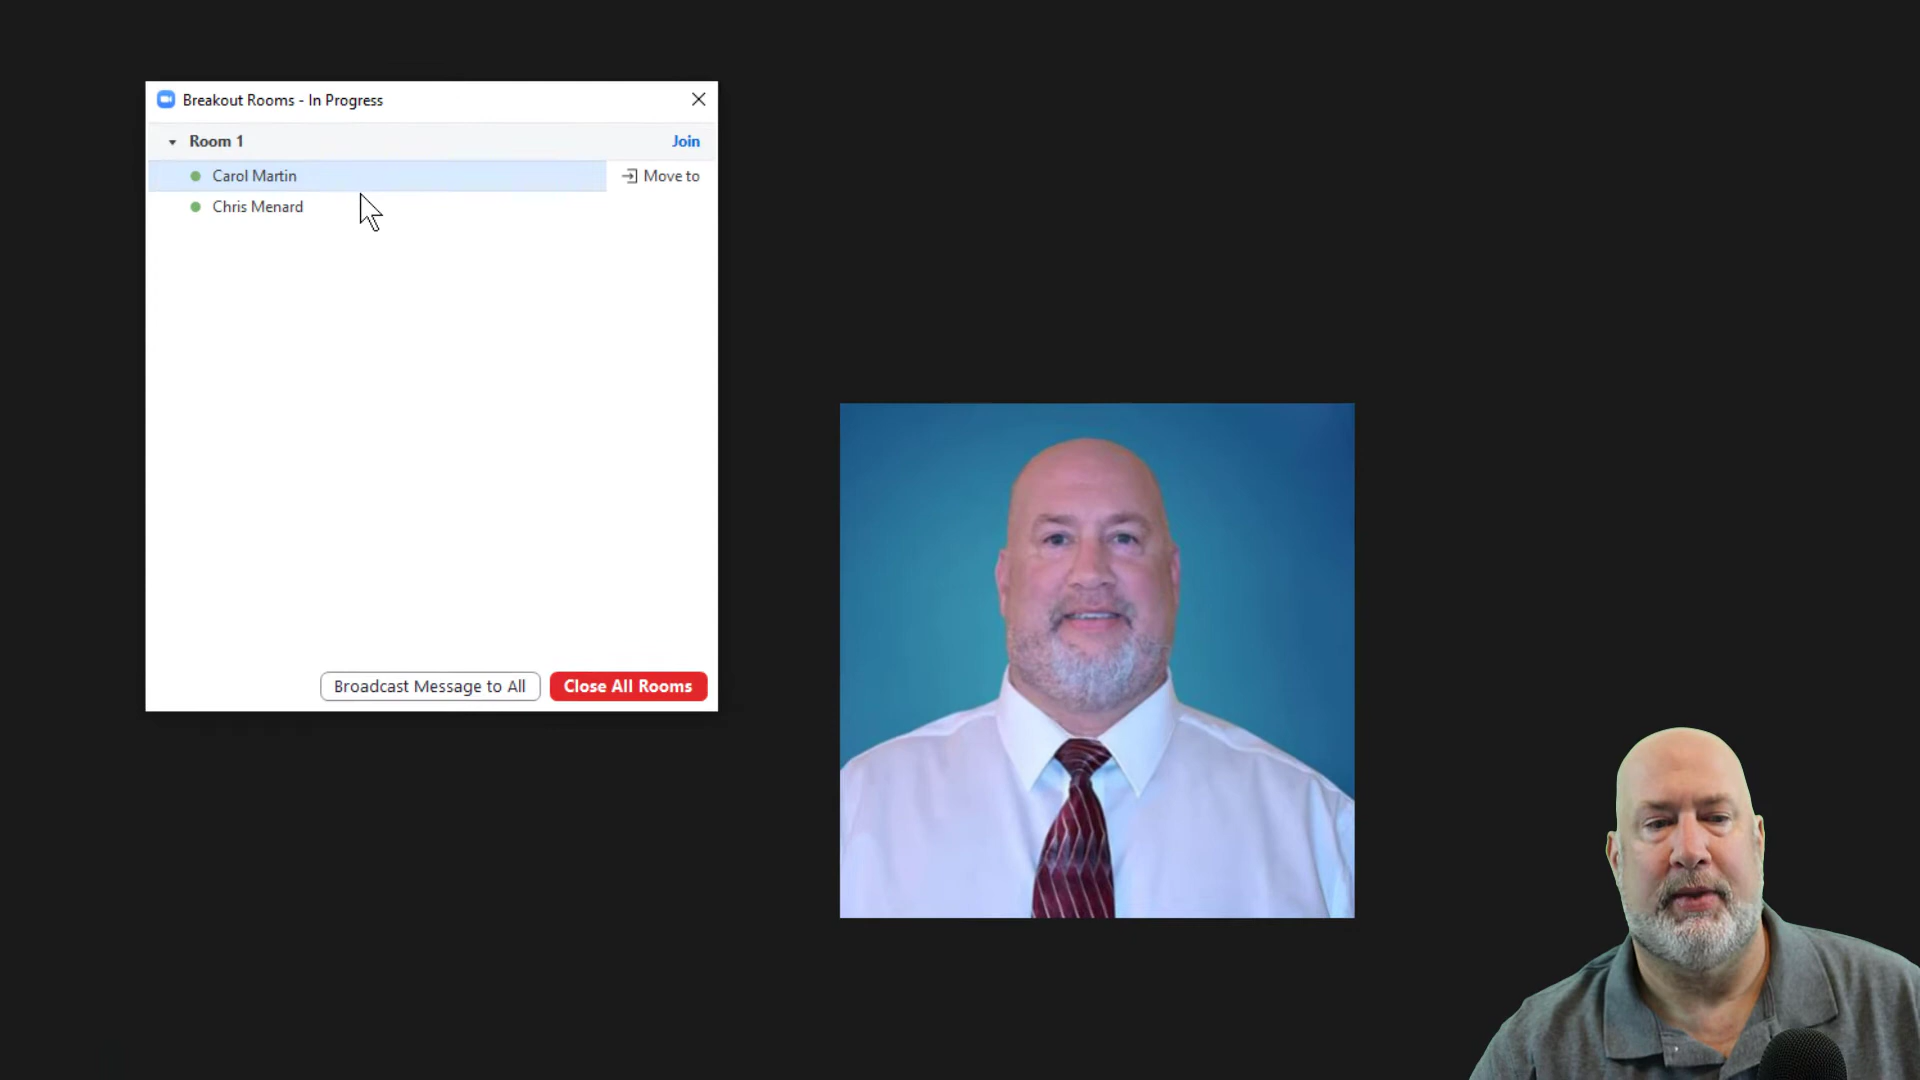 Breakout Rooms - In Progress
Room 1 Join
Carol Martin Move to
Chris Menard
Broadcast Message to All Close All Rooms